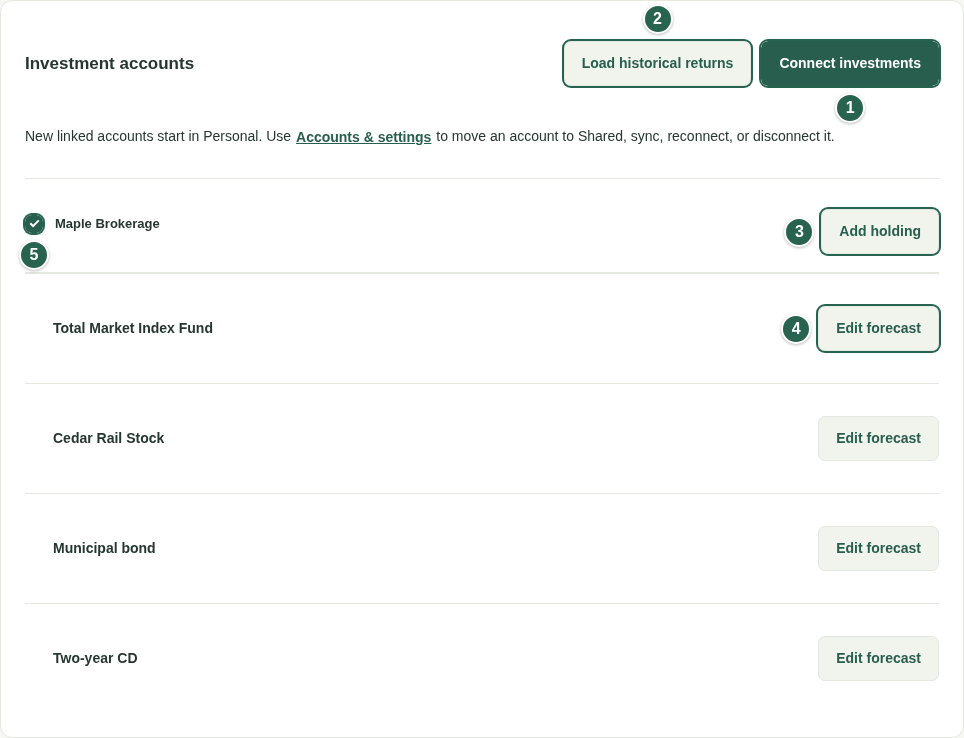 2
Investment accounts
Load historical returns
Connect investments
1
New linked accounts start in Personal. Use Accounts & settings to move an account to Shared, sync, reconnect, or disconnect it.
Maple Brokerage
3
Add holding
5
Total Market Index Fund
4
Edit forecast
Cedar Rail Stock
Edit forecast
Municipal bond
Edit forecast
Two-year CD
Edit forecast